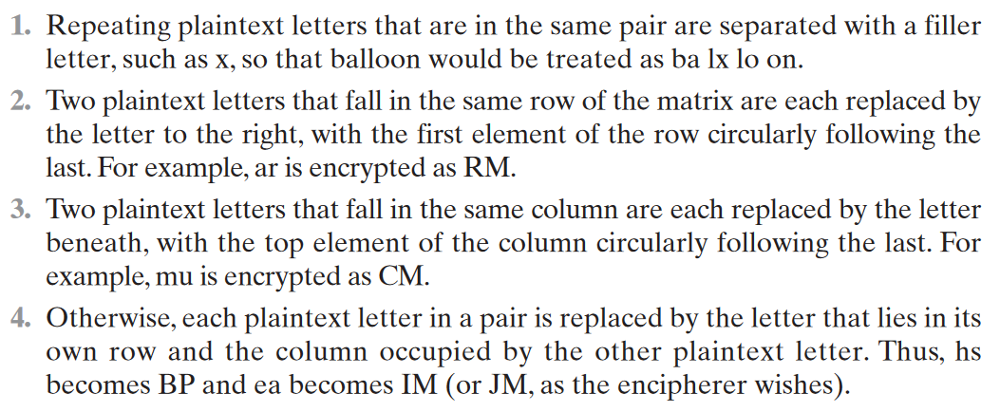 1. Repeating plaintext letters that are in the same pair are separated with a filler
letter, such as x, so that balloon would be treated as ba lx lo on.
2. Two plaintext letters that fall in the same row of the matrix are each replaced by
the letter to the right, with the first element of the row circularly following the
last. For example, ar is encrypted as RM.
3. Two plaintext letters that fall in the same column are each replaced by the letter
beneath, with the top element of the column circularly following the last. For
example, mu is encrypted as CM.
4. Otherwise, each plaintext letter in a pair is replaced by the letter that lies in its
own row and the column occupied by the other plaintext letter. Thus, hs
becomes BP and ea becomes IM (or JM, as the encipherer wishes).